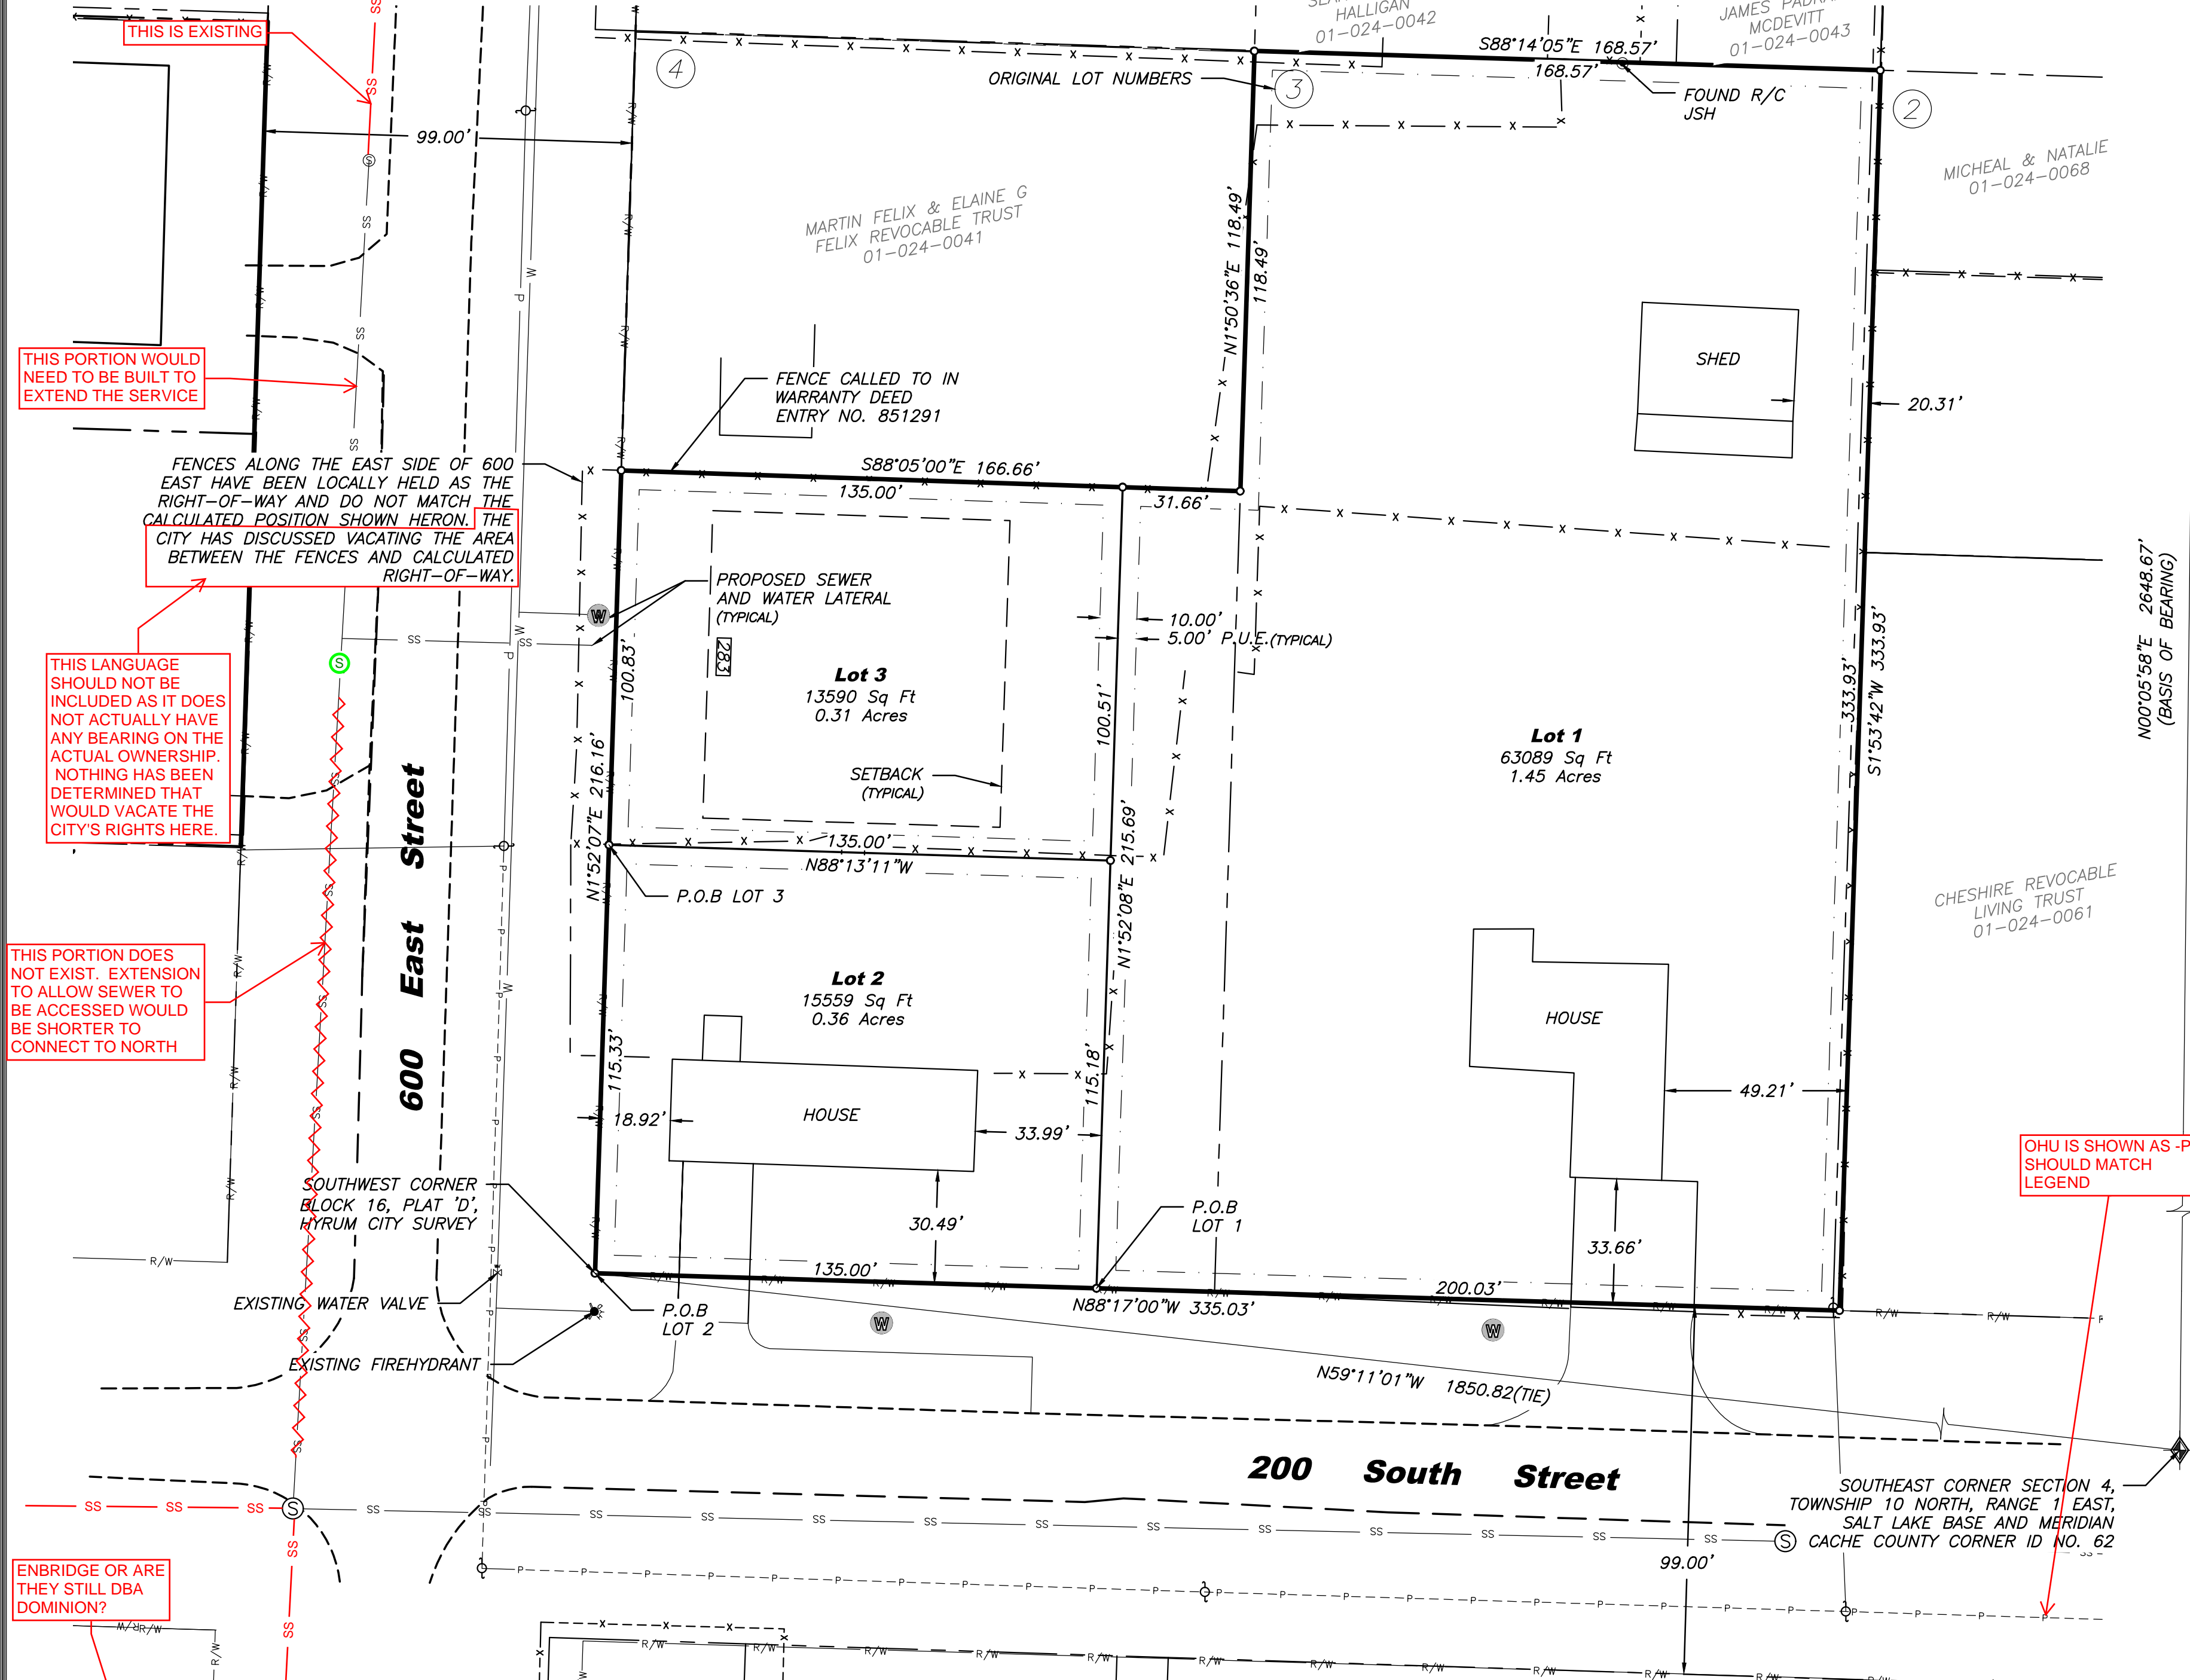 THIS IS EXISTING
HALLIGAN
01-024-0042
MCDEVITT
01-024-0043
S88°14'05"E 168.57'
168.57'
4
ORIGINAL LOT NUMBERS
3
FOUND R/C
JSH
2
99.00'
MICHEAL & NATALIE
01-024-0068
MARTIN FELIX & ELAINE G
FELIX REVOCABLE TRUST
01-024-0041
N1°50'36"E 118.49'
118.49'
SHED
20.31'
THIS PORTION WOULD
NEED TO BE BUILT TO
EXTEND THE SERVICE
FENCE CALLED TO IN
WARRANTY DEED
ENTRY NO. 851291
FENCES ALONG THE EAST SIDE OF 600
EAST HAVE BEEN LOCALLY HELD AS THE
RIGHT-OF-WAY AND DO NOT MATCH THE
CALCULATED POSITION SHOWN HERON. THE
CITY HAS DISCUSSED VACATING THE AREA
BETWEEN THE FENCES AND CALCULATED
RIGHT-OF-WAY.
S88°05'00"E 166.66'
135.00'
31.66'
PROPOSED SEWER
AND WATER LATERAL
(TYPICAL)
10.00'
5.00' P.U.E.(TYPICAL)
N00°05'58"E 2648.67'
(BASIS OF BEARING)
THIS LANGUAGE
SHOULD NOT BE
INCLUDED AS IT DOES
NOT ACTUALLY HAVE
ANY BEARING ON THE
ACTUAL OWNERSHIP.
NOTHING HAS BEEN
DETERMINED THAT
WOULD VACATE THE
CITY'S RIGHTS HERE.
W
S
283
100.83'
Lot 3
13590 Sq Ft
0.31 Acres
100.51'
SETBACK
(TYPICAL)
Lot 1
63089 Sq Ft
1.45 Acres
333.93'
S1°53'42"W 333.93'
N1°52'07"E 216.16'
135.00'
N88°13'11"W
N1°52'08"E 215.69'
P.O.B LOT 3
600 East Street
CHESHIRE REVOCABLE
LIVING TRUST
01-024-0061
THIS PORTION DOES
NOT EXIST. EXTENSION
TO ALLOW SEWER TO
BE ACCESSED WOULD
BE SHORTER TO
CONNECT TO NORTH
Lot 2
15559 Sq Ft
0.36 Acres
115.33'
115.18'
HOUSE
18.92'
33.99'
30.49'
HOUSE
49.21'
33.66'
OHU IS SHOWN AS -P
SHOULD MATCH
LEGEND
SOUTHWEST CORNER
BLOCK 16, PLAT 'D',
HYRUM CITY SURVEY
P.O.B
LOT 1
135.00'
200.03'
N88°17'00"W 335.03'
EXISTING WATER VALVE
P.O.B
LOT 2
W
W
EXISTING FIREHYDRANT
N59°11'01"W 1850.82(TIE)
200 South Street
SOUTHEAST CORNER SECTION 4,
TOWNSHIP 10 NORTH, RANGE 1 EAST,
SALT LAKE BASE AND MERIDIAN
CACHE COUNTY CORNER ID NO. 62
S
S
99.00'
ENBRIDGE OR ARE
THEY STILL DBA
DOMINION?